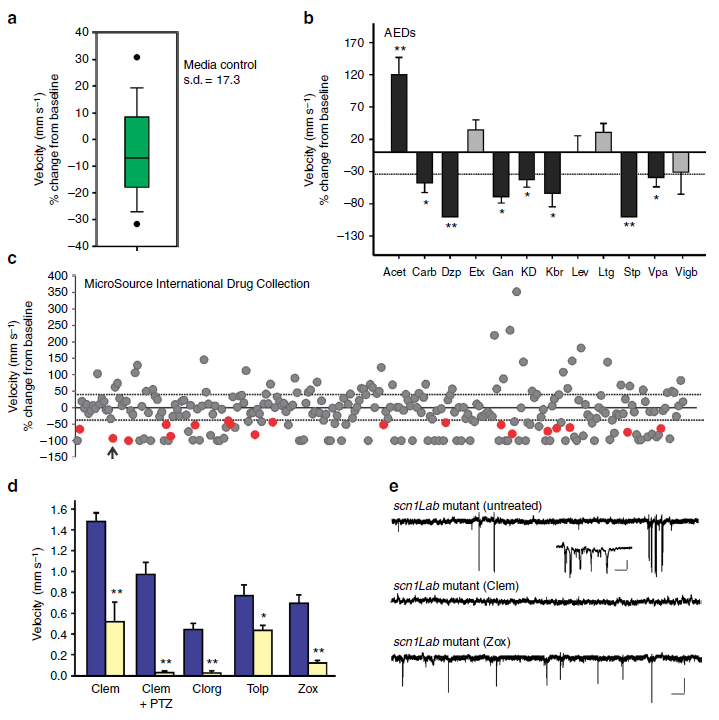 a
40
30
20
10
0
−10
−20
−30
−40
Velocity (mm s−1)
% change from baseline
Media control
s.d. = 17.3
b
AEDs
170
120
70
20
−30
−80
−130
Velocity (mm s−1)
% change from baseline
**
*
**
*
*
*
**
*
Acet Carb Dzp Etx Gan KD Kbr Lev Ltg Stp Vpa Vigb
c
MicroSource International Drug Collection
400
350
300
250
200
150
100
50
0
−50
−100
−150
Velocity (mm s−1)
% change from baseline
d
1.6
1.4
1.2
1.0
0.8
0.6
0.4
0.2
0.0
Velocity (mm s−1)
**
**
**
*
**
Clem Clem Clorg Tolp Zox
+ PTZ
e
scn1Lab mutant (untreated)
scn1Lab mutant (Clem)
scn1Lab mutant (Zox)